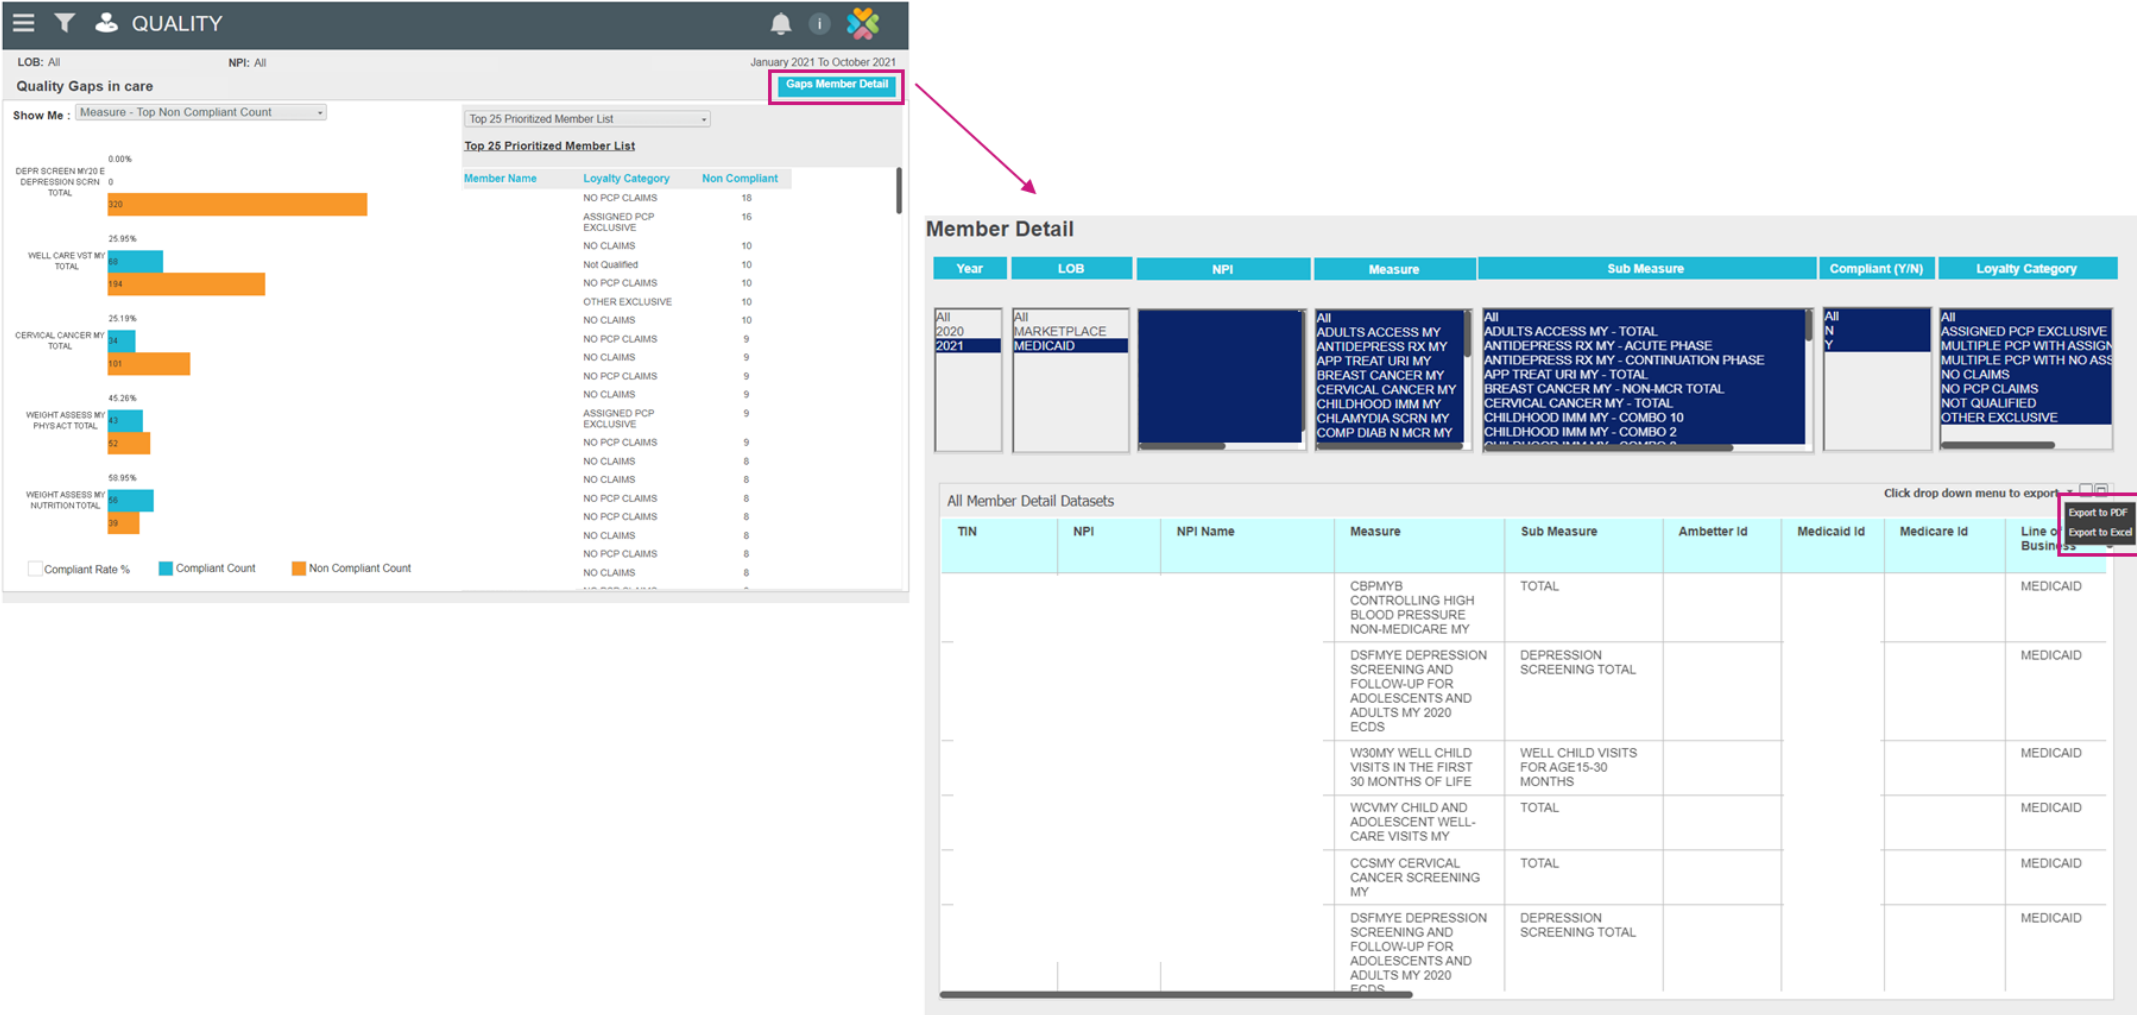 QUALITY
i
LOB: All
NPI: All
January 2021 To October 2021
Quality Gaps in care
Gaps Member Detail
Show Me :
Measure - Top Non Compliant Count
DEPR SCREEN MY20 E
DEPRESSION SCRN
TOTAL
0.00%
0
320
WELL CARE VST MY
TOTAL
25.95%
68
194
CERVICAL CANCER MY
TOTAL
25.19%
34
101
WEIGHT ASSESS MY
PHYS ACT TOTAL
45.26%
43
52
WEIGHT ASSESS MY
NUTRITION TOTAL
58.95%
56
39
Compliant Rate %
Compliant Count
Non Compliant Count
Top 25 Prioritized Member List
Top 25 Prioritized Member List
Member Name Loyalty Category Non Compliant
NO PCP CLAIMS 18
ASSIGNED PCP 16
EXCLUSIVE
NO CLAIMS 10
Not Qualified 10
NO PCP CLAIMS 10
OTHER EXCLUSIVE 10
NO CLAIMS 10
NO PCP CLAIMS 9
NO CLAIMS 9
NO PCP CLAIMS 9
NO CLAIMS 9
ASSIGNED PCP 9
EXCLUSIVE
NO PCP CLAIMS 9
NO CLAIMS 8
NO CLAIMS 8
NO PCP CLAIMS 8
NO PCP CLAIMS 8
NO CLAIMS 8
NO PCP CLAIMS 8
NO CLAIMS 8
Member Detail
Year
All
2020
2021
LOB
All
MARKETPLACE
MEDICAID
NPI
Measure
All
ADULTS ACCESS MY
ANTIDEPRESS RX MY
APP TREAT URI MY
BREAST CANCER MY
CERVICAL CANCER MY
CHILDHOOD IMM MY
CHLAMYDIA SCRN MY
COMP DIAB N MCR MY
Sub Measure
All
ADULTS ACCESS MY - TOTAL
ANTIDEPRESS RX MY - ACUTE PHASE
ANTIDEPRESS RX MY - CONTINUATION PHASE
APP TREAT URI MY - TOTAL
BREAST CANCER MY - NON-MCR TOTAL
CERVICAL CANCER MY - TOTAL
CHILDHOOD IMM MY - COMBO 10
CHILDHOOD IMM MY - COMBO 2
Compliant (Y/N)
All
N
Y
Loyalty Category
All
ASSIGNED PCP EXCLUSIVE
MULTIPLE PCP WITH ASSIGN
MULTIPLE PCP WITH NO ASS
NO CLAIMS
NO PCP CLAIMS
NOT QUALIFIED
OTHER EXCLUSIVE
All Member Detail Datasets
Click drop down menu to export
Export to PDF
Export to Excel
TIN NPI NPI Name Measure Sub Measure Ambetter Id Medicaid Id Medicare Id Line o
Business
CBPMYB TOTAL MEDICAID
CONTROLLING HIGH
BLOOD PRESSURE
NON-MEDICARE MY
DSFMYE DEPRESSION DEPRESSION MEDICAID
SCREENING AND SCREENING TOTAL
FOLLOW-UP FOR
ADOLESCENTS AND
ADULTS MY 2020
ECDS
W30MY WELL CHILD WELL CHILD VISITS MEDICAID
VISITS IN THE FIRST FOR AGE15-30
30 MONTHS OF LIFE MONTHS
WCVMY CHILD AND TOTAL MEDICAID
ADOLESCENT WELL-
CARE VISITS MY
CCSMY CERVICAL TOTAL MEDICAID
CANCER SCREENING
MY
DSFMYE DEPRESSION DEPRESSION MEDICAID
SCREENING AND SCREENING TOTAL
FOLLOW-UP FOR
ADOLESCENTS AND
ADULTS MY 2020
ECDS